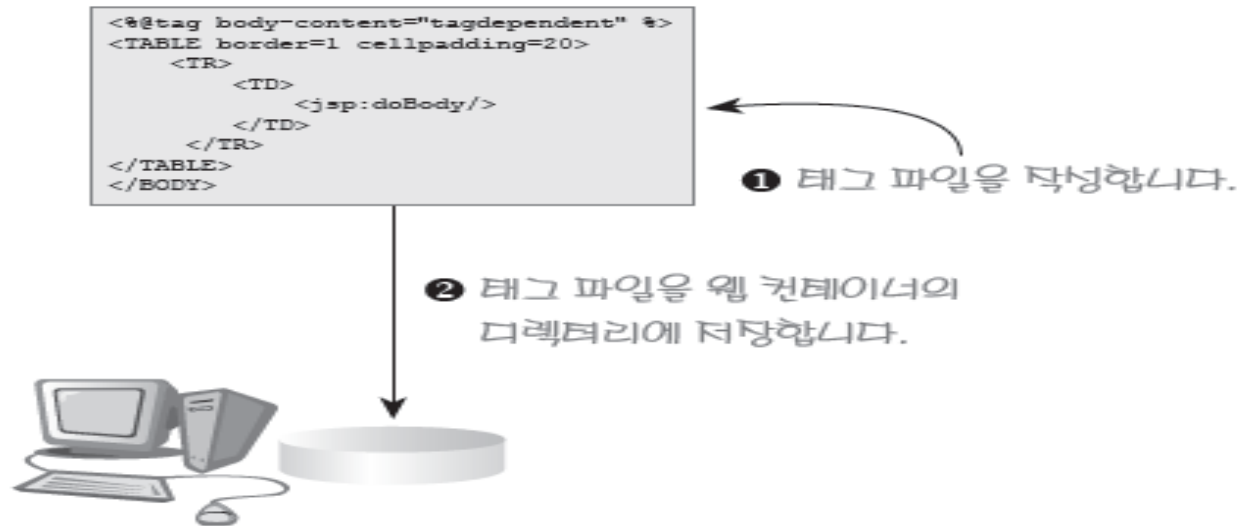 <%@tag body-content="tagdependent" %>
<TABLE border=1 cellpadding=20>
<TR>
<TD>
<jsp:doBody/>
</TD>
</TR>
</TABLE>
</BODY>
❶ 태그 파일을 작성합니다.
❷ 태그 파일을 웹 컨테이너의
디렉터리에 저장합니다.